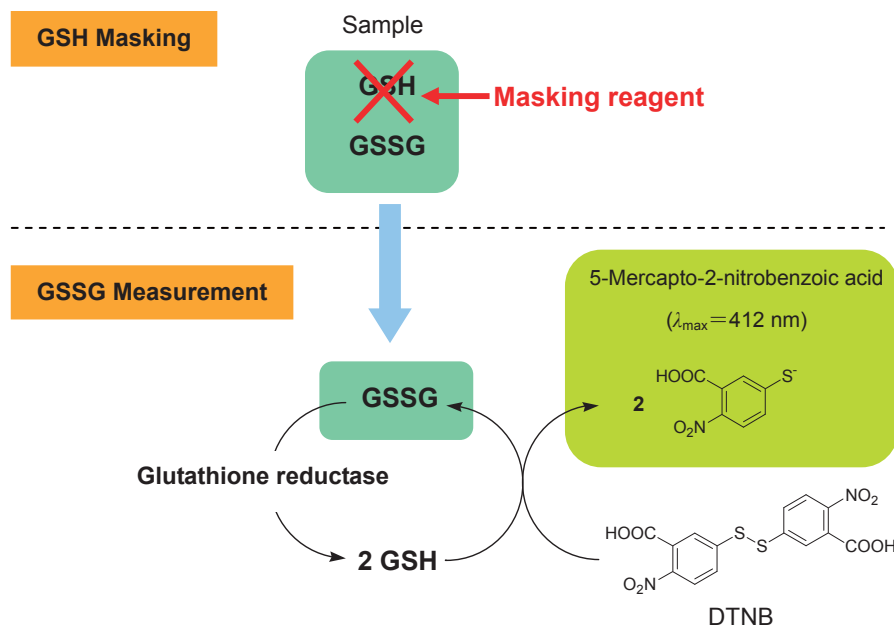 GSH Masking
Sample
GSH
Masking reagent
GSSG
GSSG Measurement
5-Mercapto-2-nitrobenzoic acid
(λmax＝412 nm)
HOOC
S⁻
2
O₂N
GSSG
Glutathione reductase
2 GSH
NO₂
HOOC
S
S
COOH
O₂N
DTNB